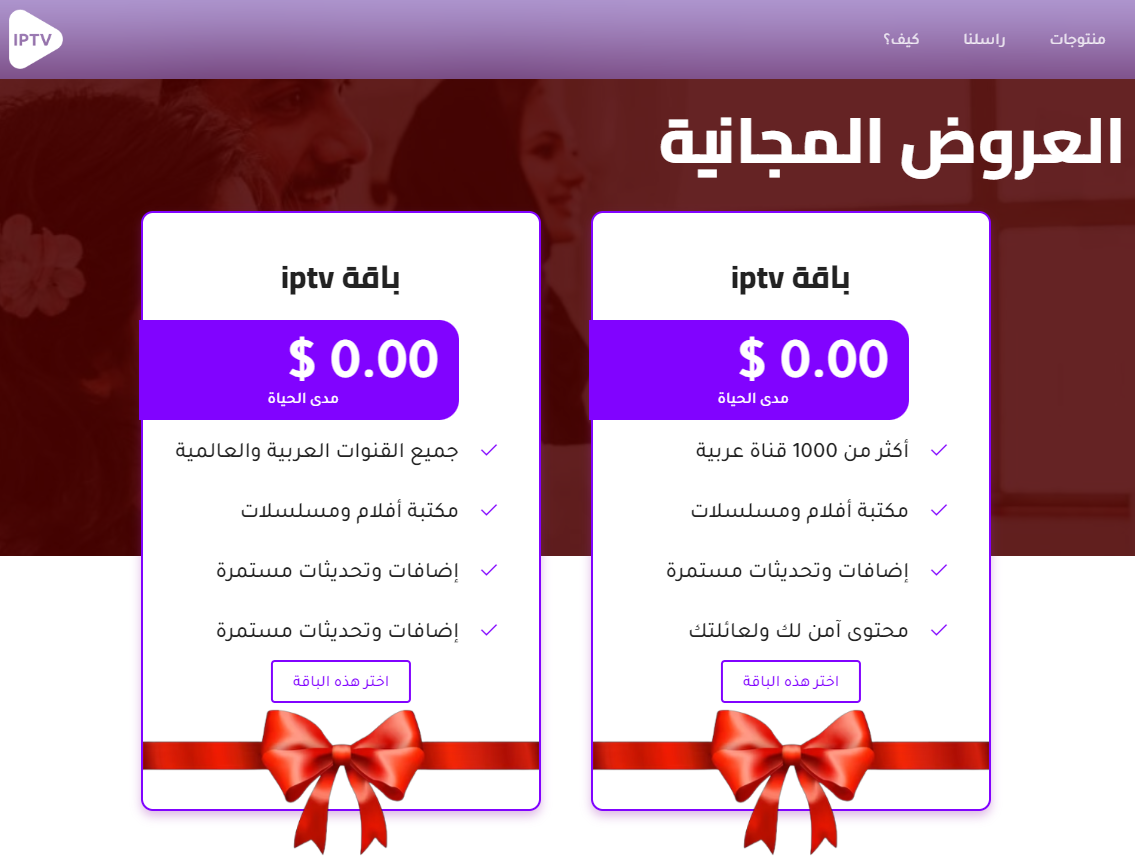 منتوجات
راسلنا
كيف؟
IPTV
العروض المجانية
باقة iptv
0.00 $
مدى الحياة
أكثر من 1000 قناة عربية
مكتبة أفلام ومسلسلات
إضافات وتحديثات مستمرة
محتوى آمن لك ولعائلتك
اختر هذه الباقة
باقة iptv
0.00 $
مدى الحياة
جميع القنوات العربية والعالمية
مكتبة أفلام ومسلسلات
إضافات وتحديثات مستمرة
إضافات وتحديثات مستمرة
اختر هذه الباقة